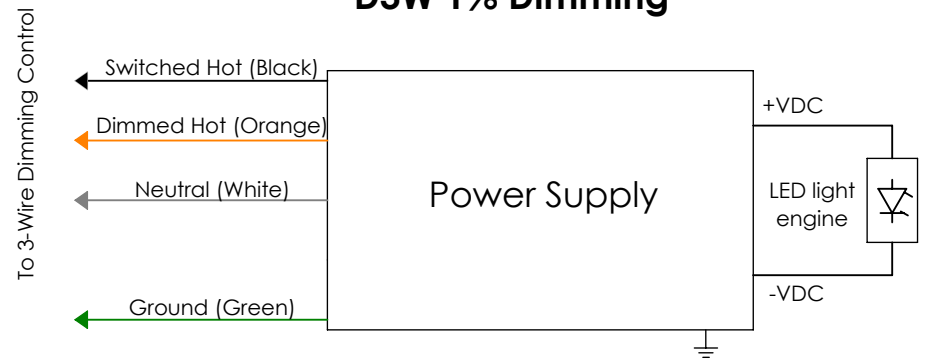 D3W 1% Dimming
To 3-Wire Dimming Control
Switched Hot (Black)
Dimmed Hot (Orange)
Neutral (White)
Ground (Green)
Power Supply
+VDC
LED light
engine
-VDC